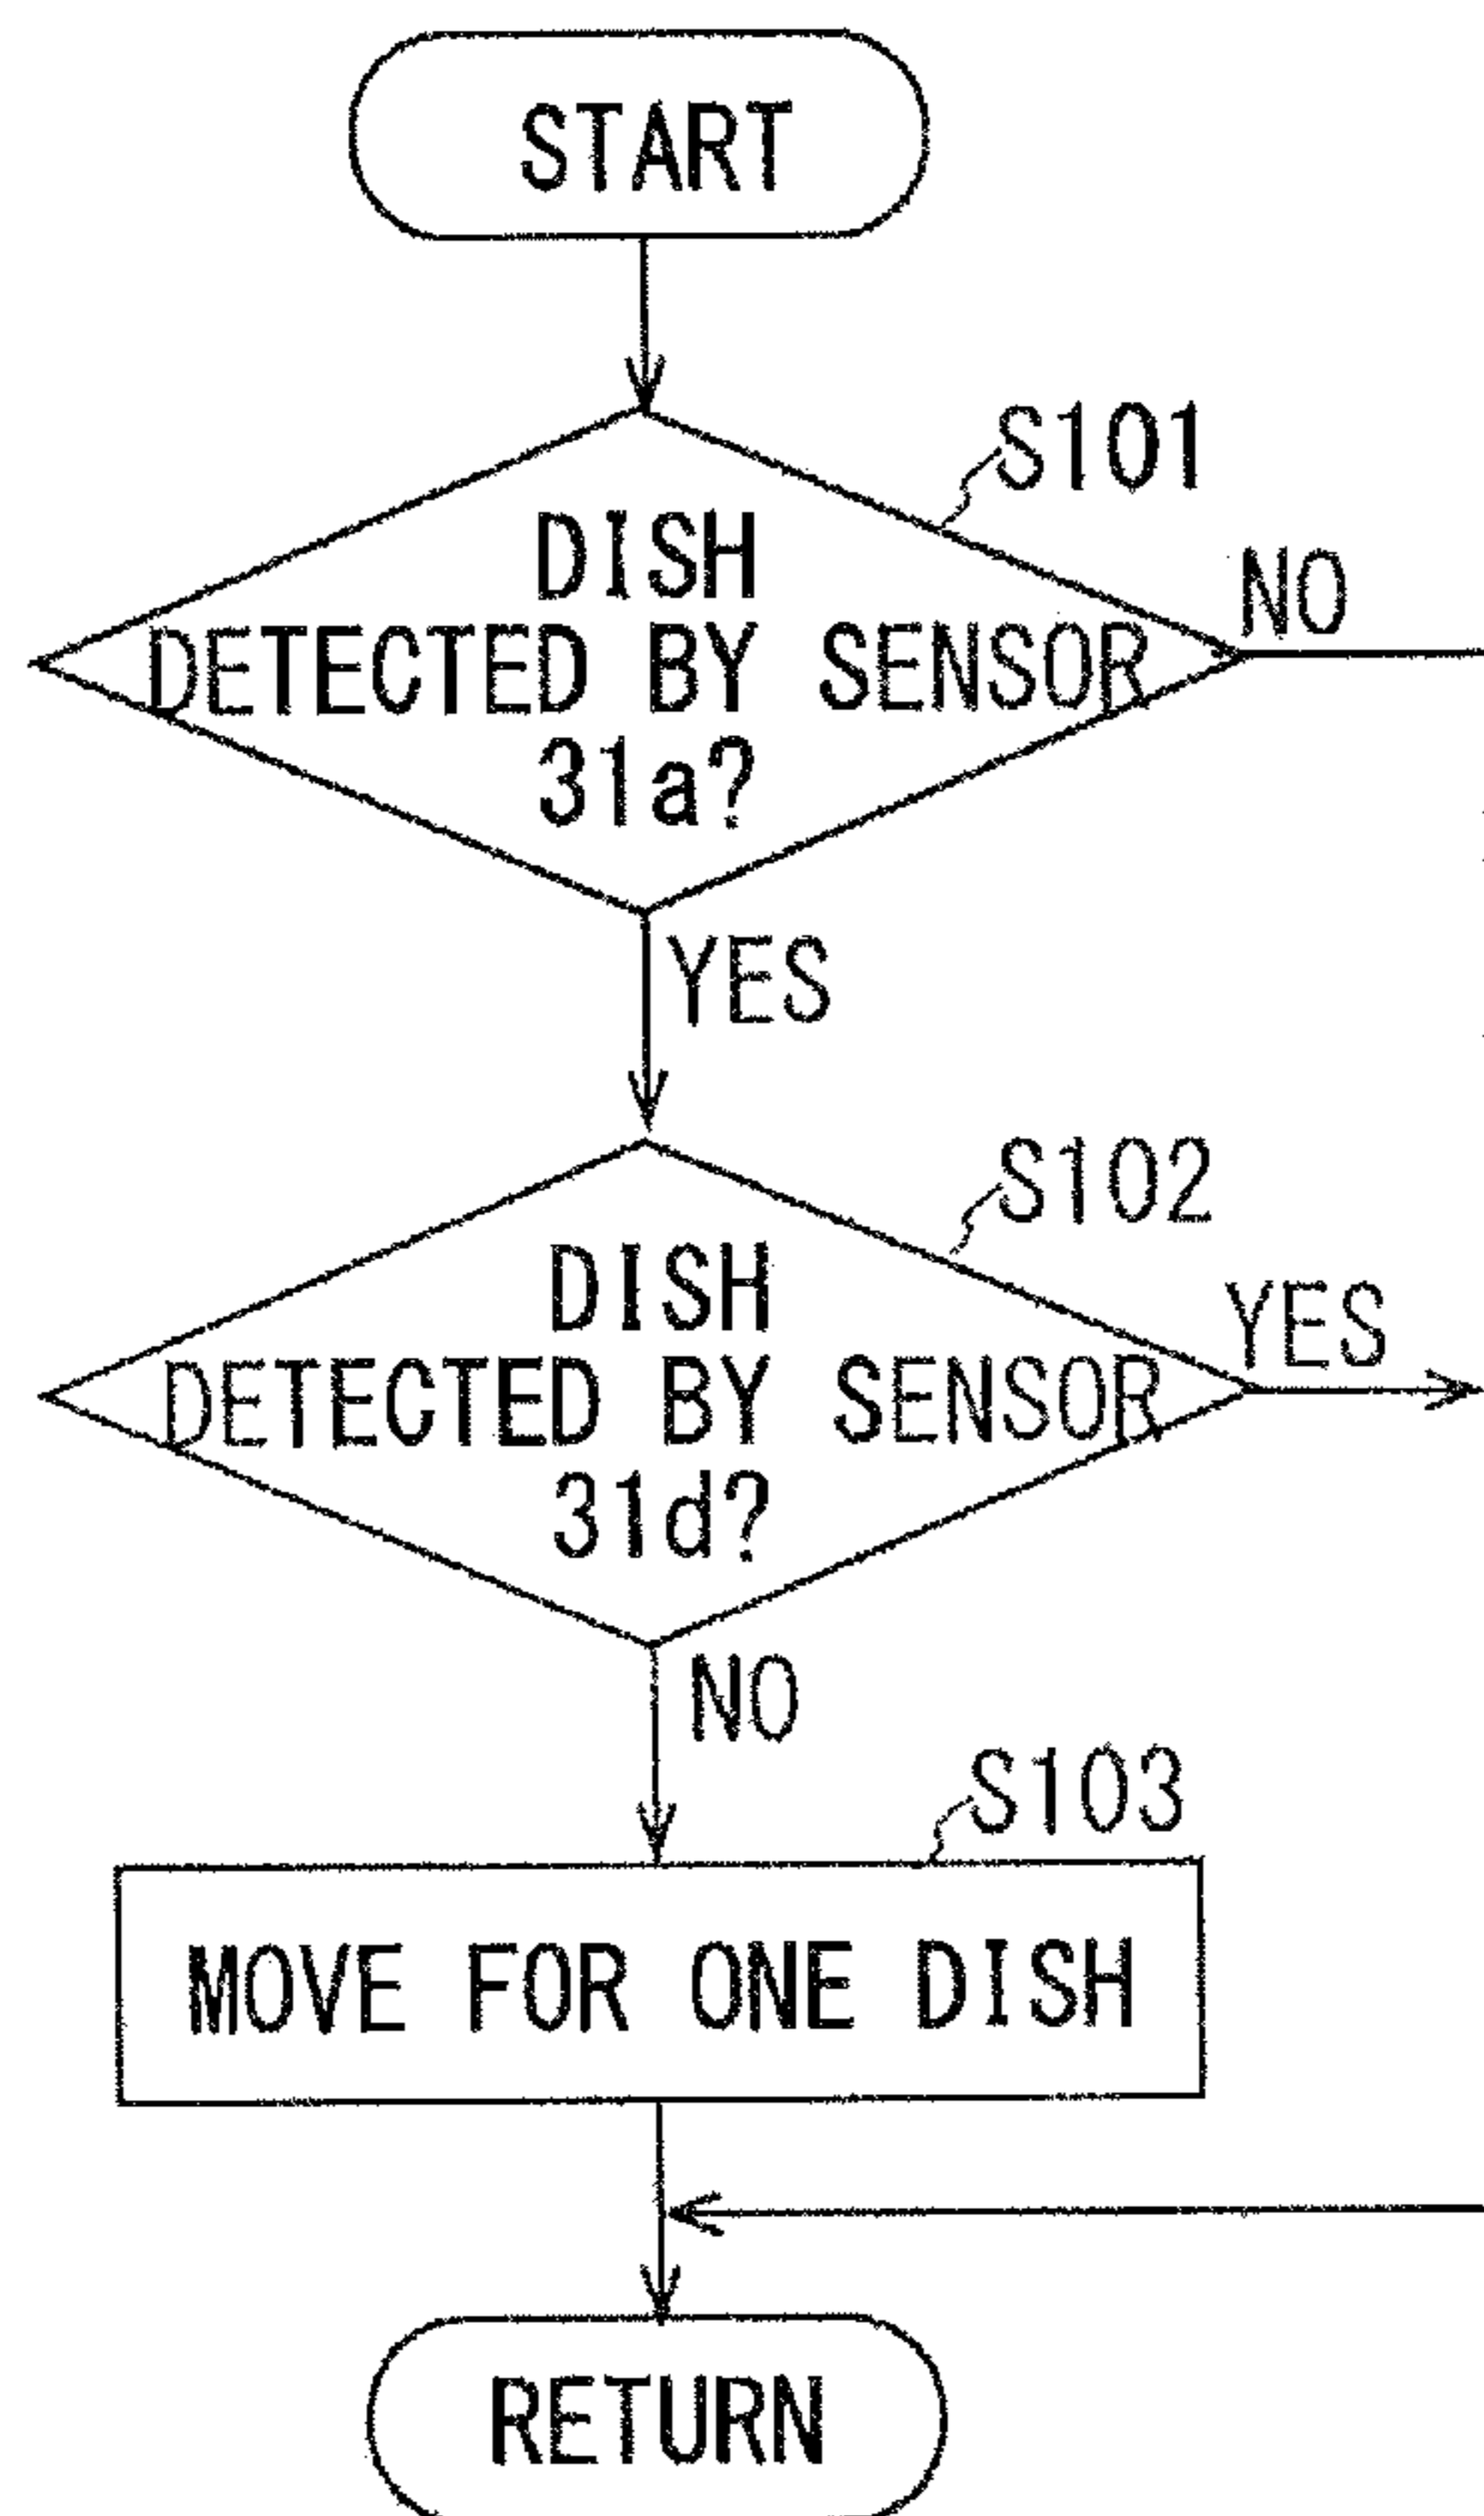 START
S101
DISH
DETECTED BY SENSOR
31a?
NO
YES
S102
DISH
DETECTED BY SENSOR
31d?
YES
NO
S103
MOVE FOR ONE DISH
RETURN